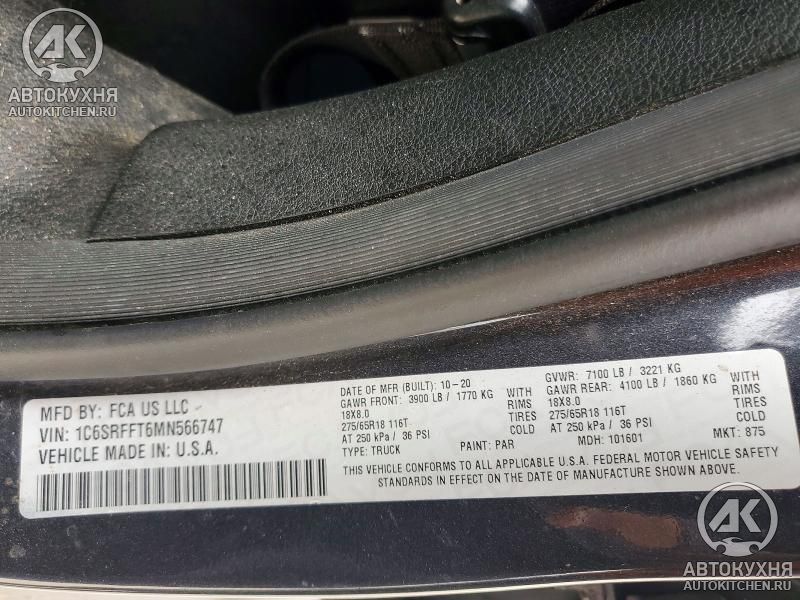 АК
АВТОКУХНЯ
AUTOKITCHEN.RU
MFD BY: FCA US LLC
VIN: 1C6SRFFT6MN566747
VEHICLE MADE IN: U.S.A.
DATE OF MFR (BUILT): 10-20
GAWR FRONT: 3900 LB / 1770 KG WITH
18X8.0 RIMS
275/65R18 116T TIRES
AT 250 kPa / 36 PSI COLD
TYPE: TRUCK PAINT: PAR
GVWR: 7100 LB / 3221 KG
GAWR REAR: 4100 LB / 1860 KG WITH
18X8.0 RIMS
275/65R18 116T TIRES
AT 250 kPa / 36 PSI COLD
MDH: 101601 MKT: 875
THIS VEHICLE CONFORMS TO ALL APPLICABLE U.S.A. FEDERAL MOTOR VEHICLE SAFETY
STANDARDS IN EFFECT ON THE DATE OF MANUFACTURE SHOWN ABOVE.
АК
АВТОКУХНЯ
AUTOKITCHEN.RU